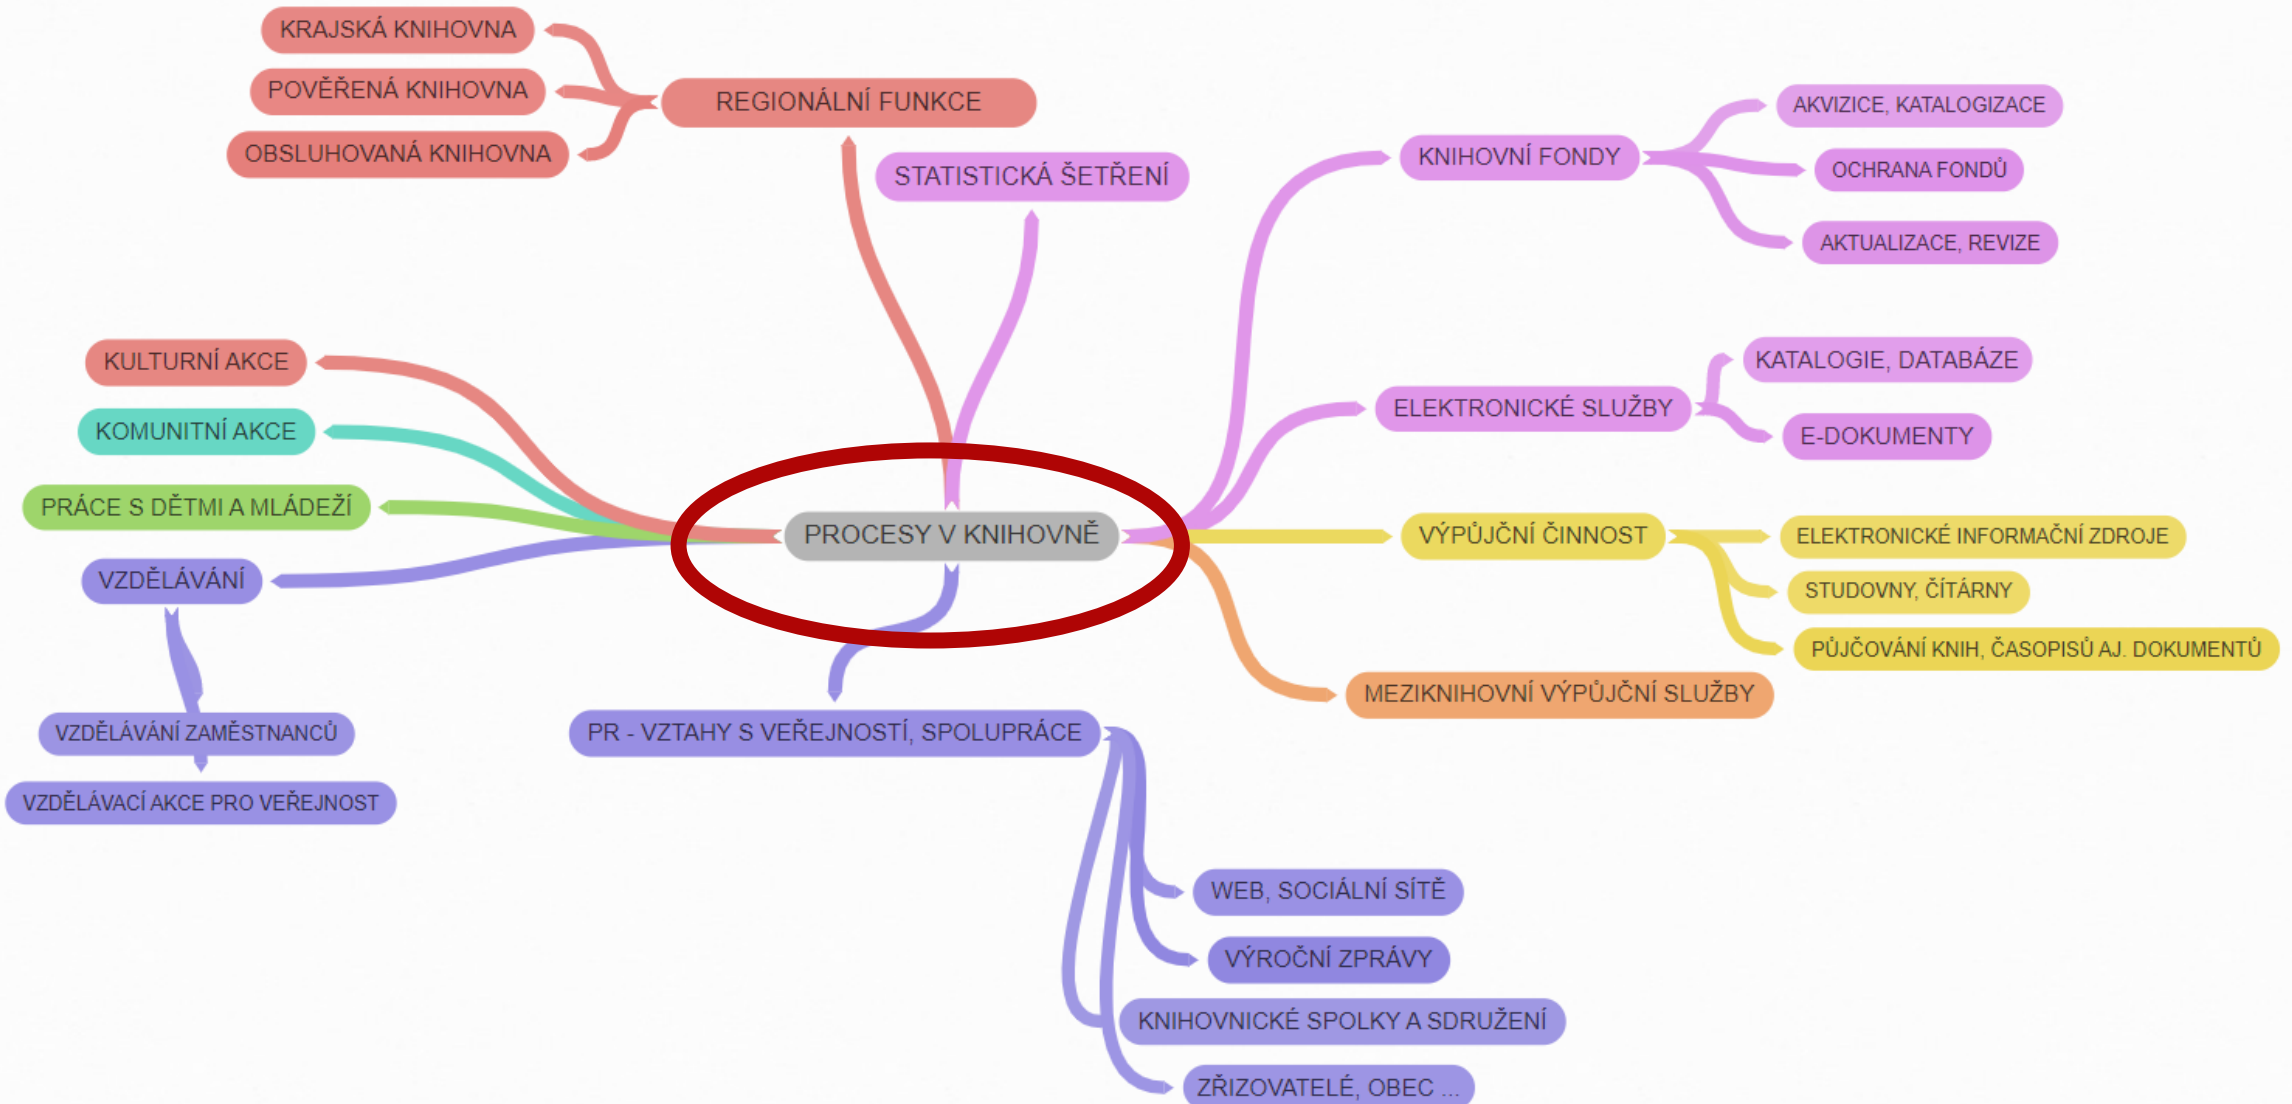 KRAJSKÁ KNIHOVNA
POVĚŘENÁ KNIHOVNA
OBSLUHOVANÁ KNIHOVNA
REGIONÁLNÍ FUNKCE
STATISTICKÁ ŠETŘENÍ
KNIHOVNÍ FONDY
AKVIZICE, KATALOGIZACE
OCHRANA FONDŮ
AKTUALIZACE, REVIZE
KULTURNÍ AKCE
KOMUNITNÍ AKCE
PRÁCE S DĚTMI A MLÁDEŽÍ
VZDĚLÁVÁNÍ
VZDĚLÁVÁNÍ ZAMĚSTNANCŮ
VZDĚLÁVACÍ AKCE PRO VEŘEJNOST
PROCESY V KNIHOVNĚ
ELEKTRONICKÉ SLUŽBY
KATALOGIE, DATABÁZE
E-DOKUMENTY
VÝPŮJČNÍ ČINNOST
ELEKTRONICKÉ INFORMAČNÍ ZDROJE
STUDOVNY, ČÍTÁRNY
PŮJČOVÁNÍ KNIH, ČASOPISŮ AJ. DOKUMENTŮ
MEZIKNIHOVNÍ VÝPŮJČNÍ SLUŽBY
PR - VZTAHY S VEŘEJNOSTÍ, SPOLUPRÁCE
WEB, SOCIÁLNÍ SÍTĚ
VÝROČNÍ ZPRÁVY
KNIHOVNICKÉ SPOLKY A SDRUŽENÍ
ZŘIZOVATELÉ, OBEC ...